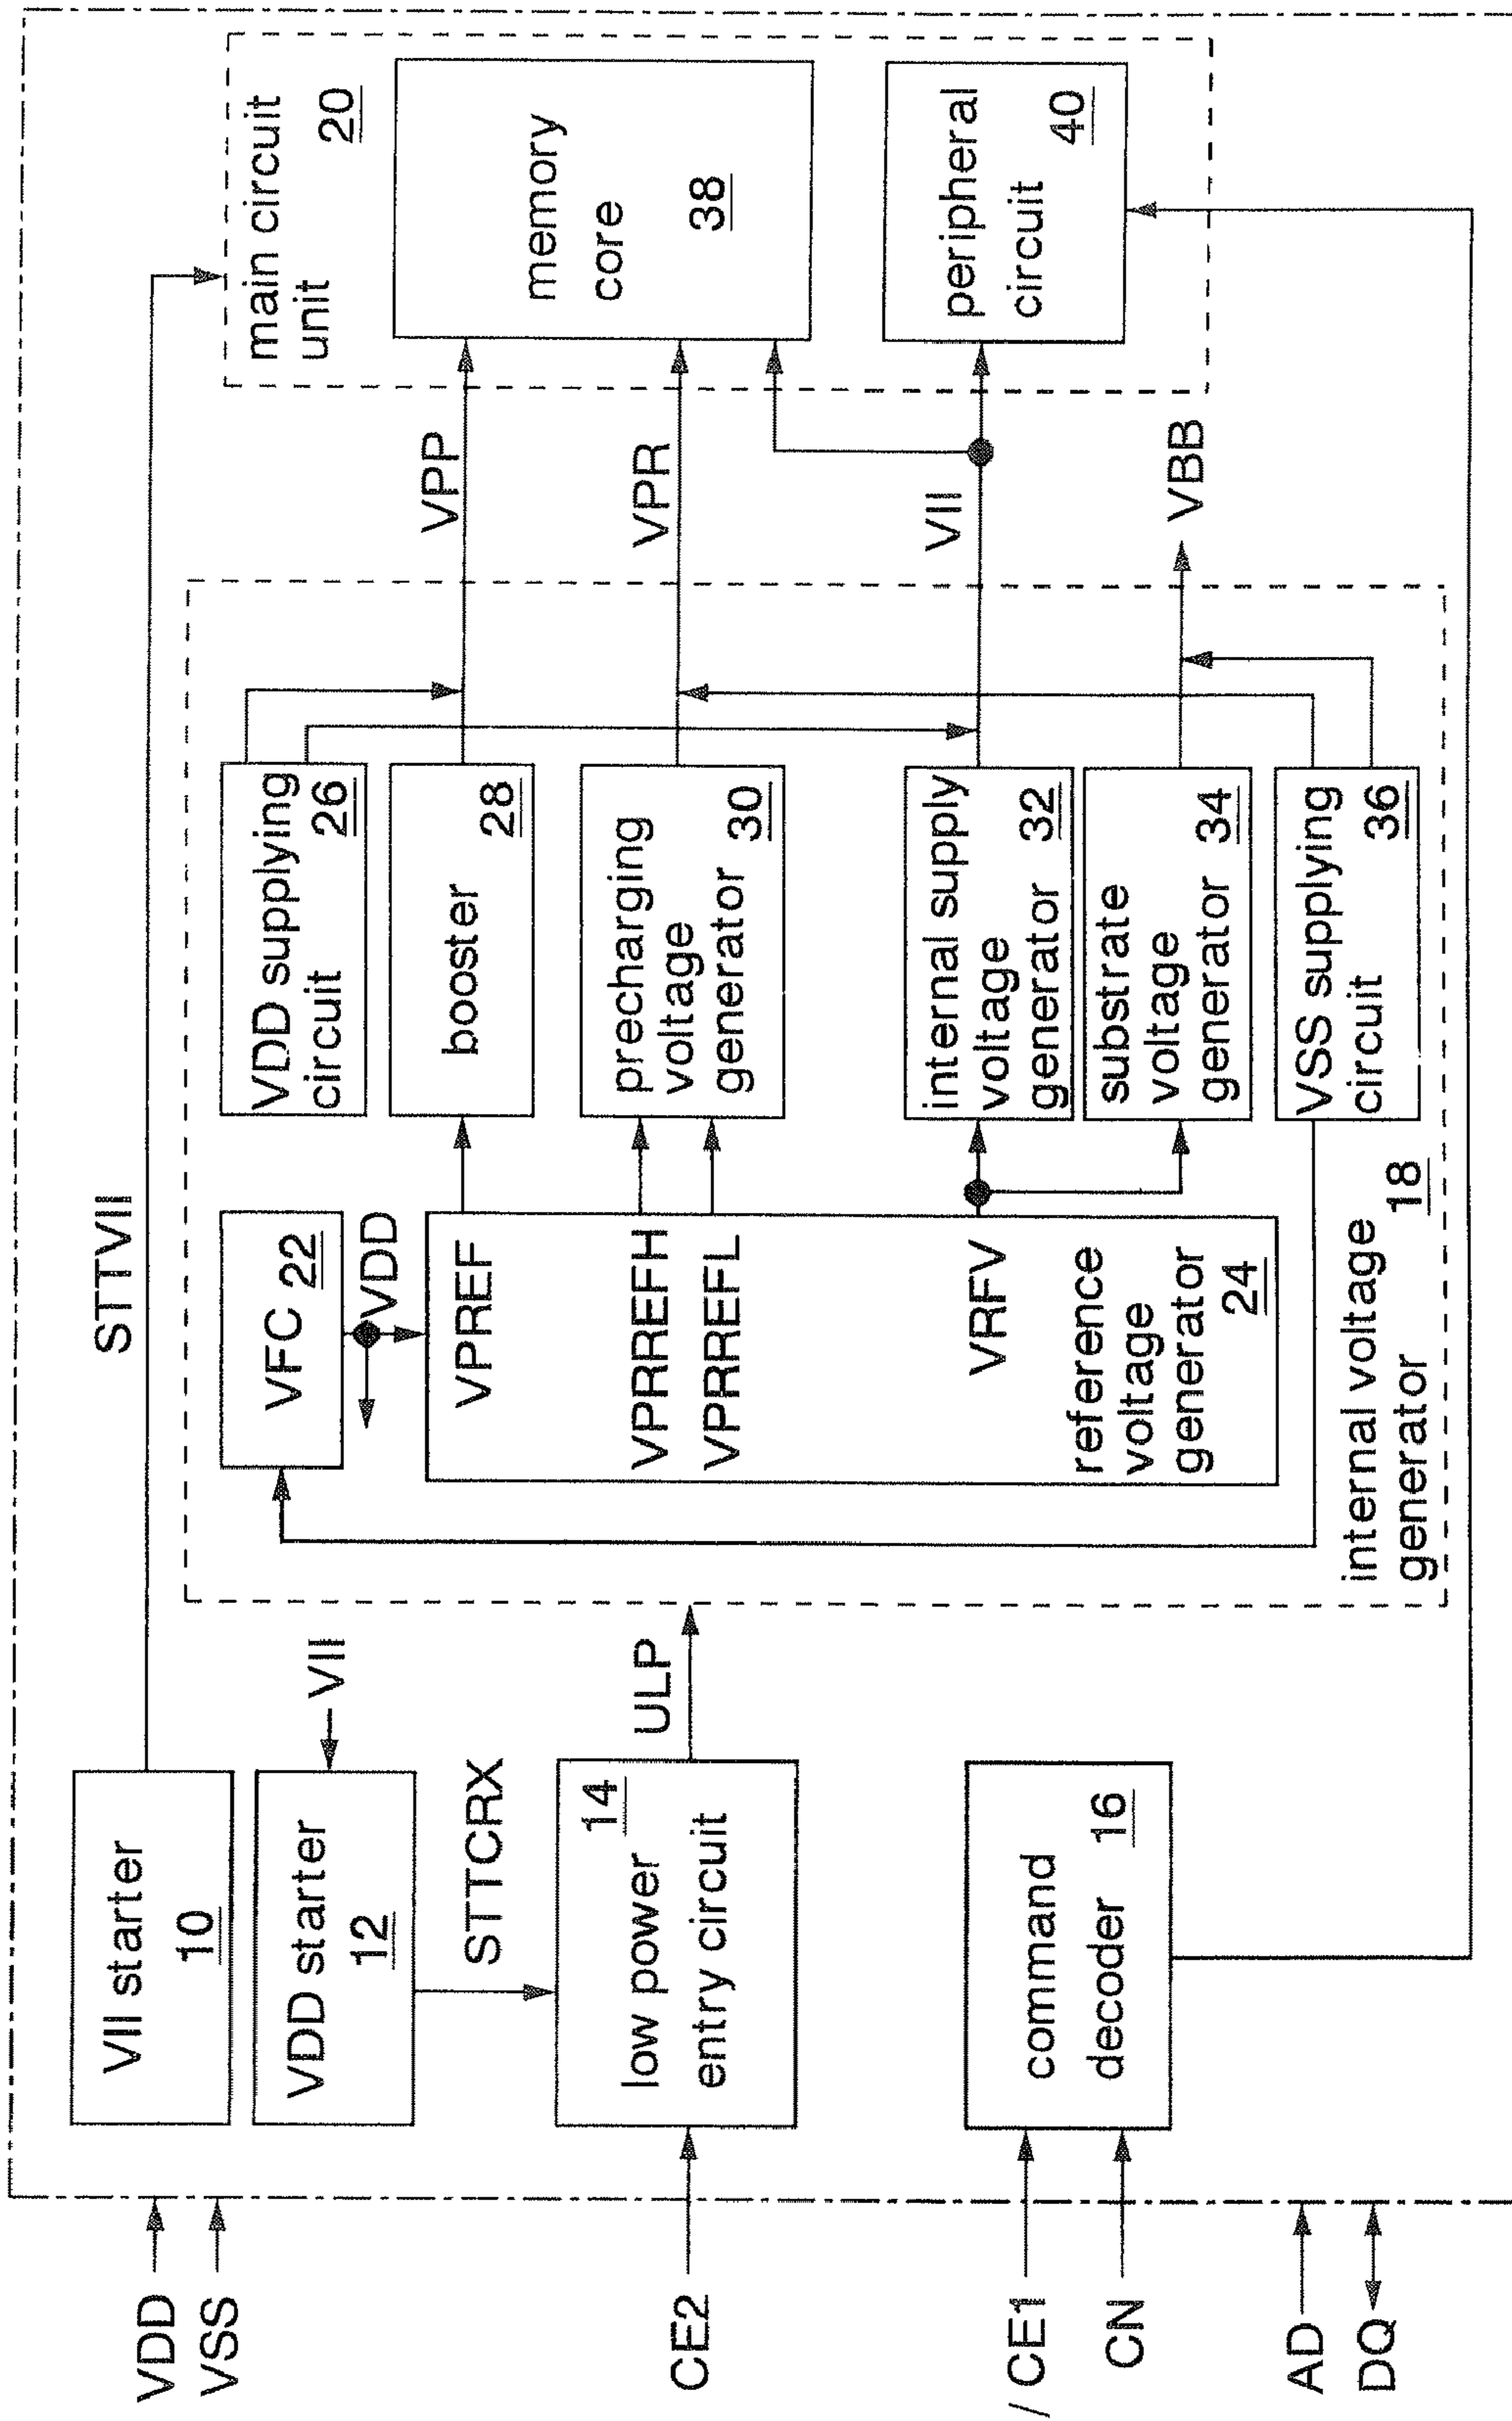 VDD
VSS
CE2
/ CE1
CN
AD
DQ
VII starter
10
VDD starter
12
VII
STTCRX
low power
14
entry circuit
ULP
command
decoder 16
STTVII
VFC 22
VDD
VPREF
VPRREFH
VPRREFL
VRFV
reference
voltage
generator
24
internal voltage
generator 18
VDD supplying
circuit 26
booster 28
precharging
voltage
generator 30
internal supply
voltage
generator 32
substrate
voltage
generator 34
VSS supplying
circuit 36
VPP
VPR
VII
VBB
main circuit
unit 20
memory
core
38
peripheral
circuit 40